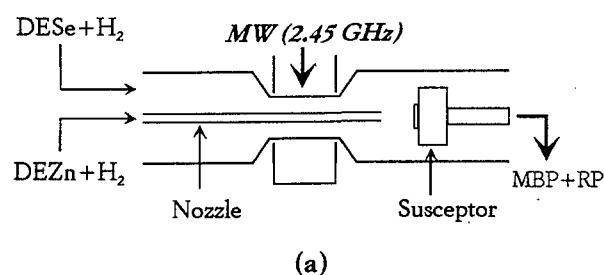 DESe+H₂
MW (2.45 GHz)
DEZn+H₂
Nozzle
Susceptor
MBP+RP
(a)